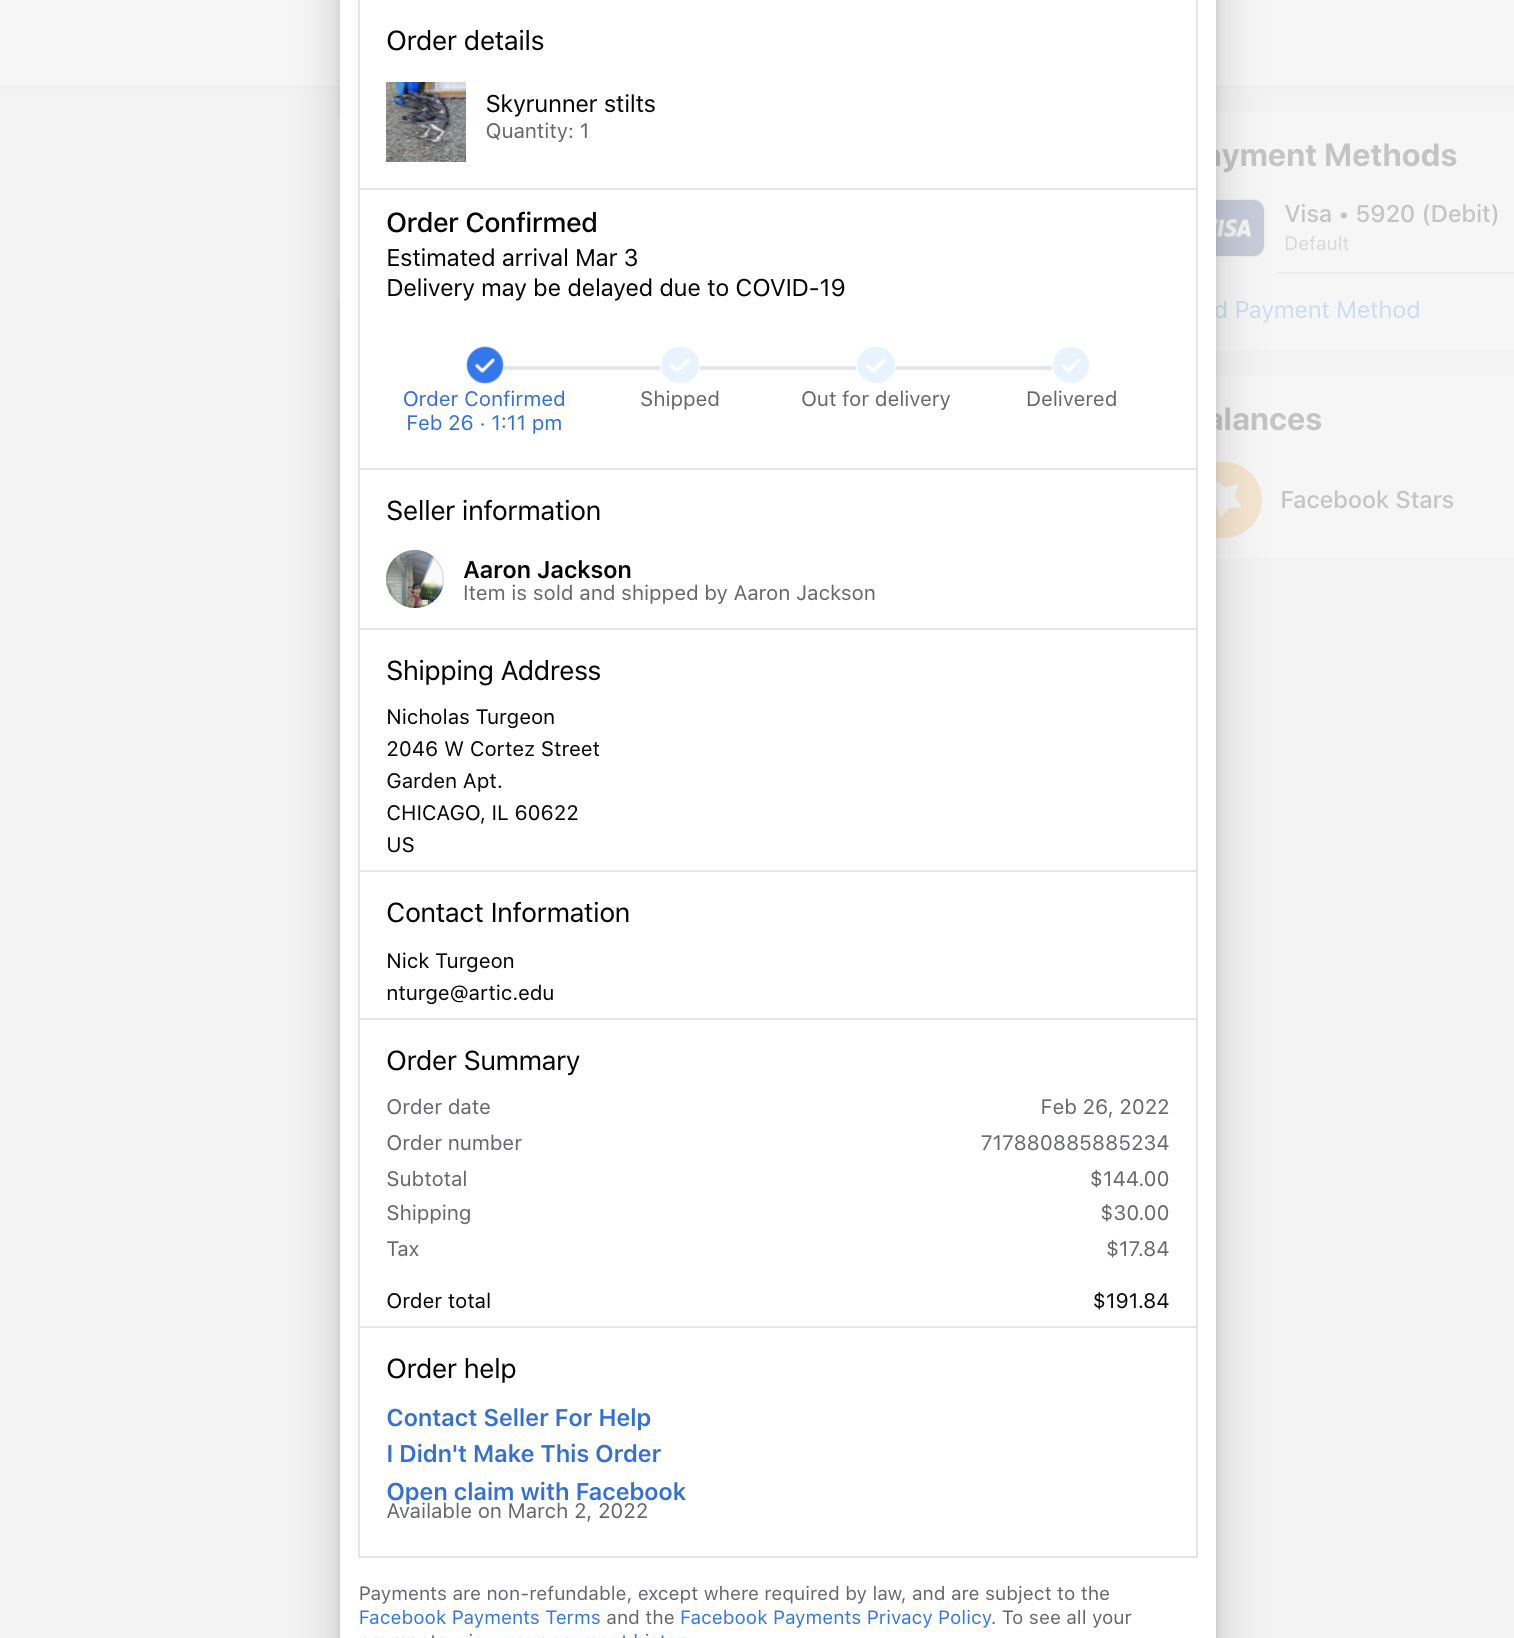 Order details
Skyrunner stilts
Quantity: 1
Order Confirmed
Estimated arrival Mar 3
Delivery may be delayed due to COVID-19
Order Confirmed
Feb 26 · 1:11 pm
Shipped
Out for delivery
Delivered
Seller information
Aaron Jackson
Item is sold and shipped by Aaron Jackson
Shipping Address
Nicholas Turgeon
2046 W Cortez Street
Garden Apt.
CHICAGO, IL 60622
US
Contact Information
Nick Turgeon
nturge@artic.edu
Order Summary
Order date Feb 26, 2022
Order number 717880885885234
Subtotal $144.00
Shipping $30.00
Tax $17.84
Order total $191.84
Order help
Contact Seller For Help
I Didn't Make This Order
Open claim with Facebook
Available on March 2, 2022
Payments are non-refundable, except where required by law, and are subject to the
Facebook Payments Terms and the Facebook Payments Privacy Policy. To see all your
yment Methods
VISA
Visa • 5920 (Debit)
Default
d Payment Method
alances
Facebook Stars